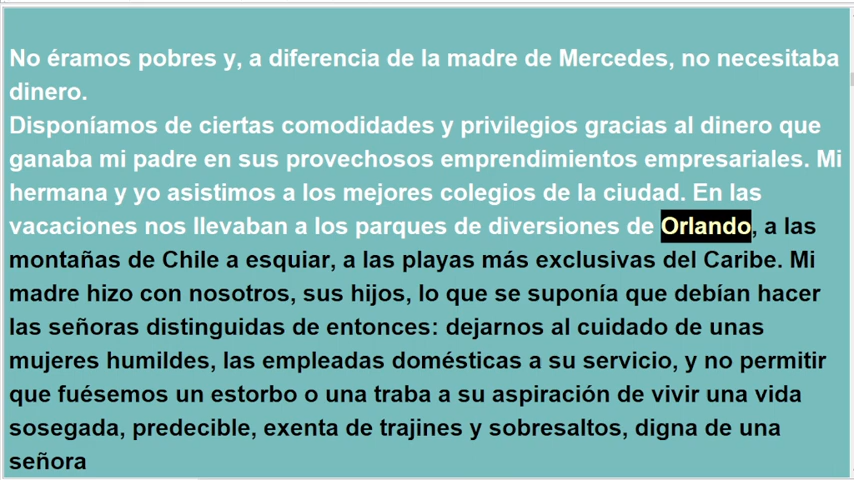 No éramos pobres y, a diferencia de la madre de Mercedes, no necesitaba
dinero.
Disponíamos de ciertas comodidades y privilegios gracias al dinero que
ganaba mi padre en sus provechosos emprendimientos empresariales. Mi
hermana y yo asistimos a los mejores colegios de la ciudad. En las
vacaciones nos llevaban a los parques de diversiones de Orlando, a las
montañas de Chile a esquiar, a las playas más exclusivas del Caribe. Mi
madre hizo con nosotros, sus hijos, lo que se suponía que debían hacer
las señoras distinguidas de entonces: dejarnos al cuidado de unas
mujeres humildes, las empleadas domésticas a su servicio, y no permitir
que fuésemos un estorbo o una traba a su aspiración de vivir una vida
sosegada, predecible, exenta de trajines y sobresaltos, digna de una
señora